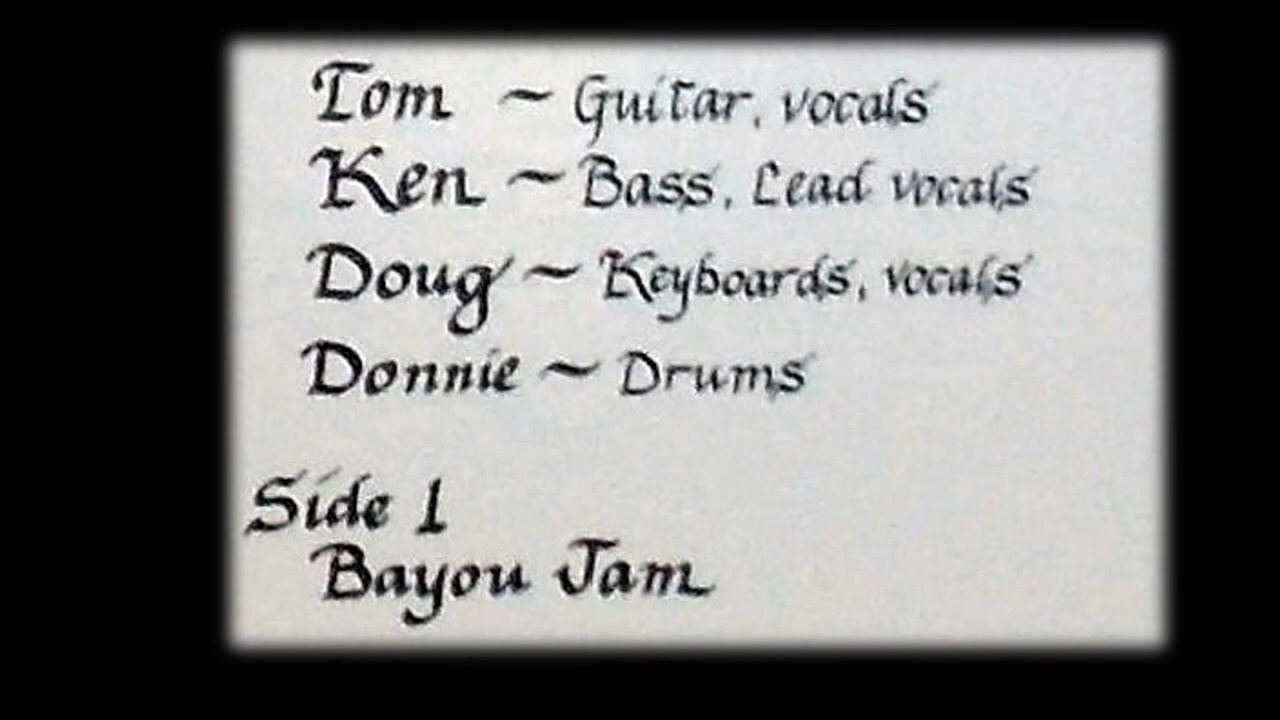 Tom ~ Guitar, vocals
Ken ~ Bass, Lead vocals
Doug ~ Keyboards, vocals
Donnie ~ Drums
Side 1
Bayou Jam